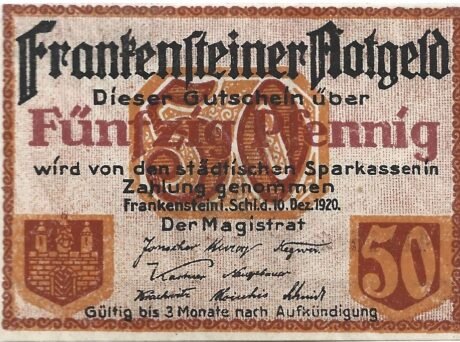 Frankensteiner Notgeld
Dieser Gutschein über
50
Fünfzig Pfennig
wird von den städtischen Sparkassen in
Zahlung genommen
Frankenstein i. Schl. d. 10. Dez. 1920.
Der Magistrat
50
Gültig bis 3 Monate nach Aufkündigung